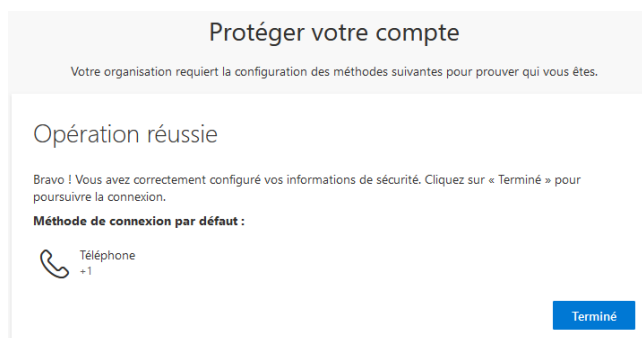 Protéger votre compte
Votre organisation requiert la configuration des méthodes suivantes pour prouver qui vous êtes.
Opération réussie
Bravo ! Vous avez correctement configuré vos informations de sécurité. Cliquez sur « Terminé » pour
poursuivre la connexion.
Méthode de connexion par défaut :
Téléphone
+1
Terminé